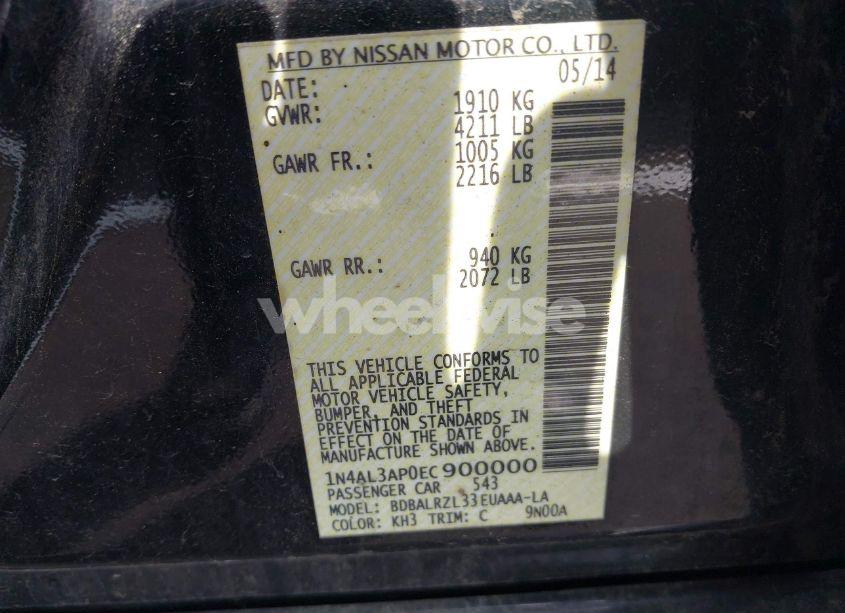 MFD BY NISSAN MOTOR CO., LTD.
DATE: 05/14
GVWR: 1910 KG
4211 LB
GAWR FR.: 1005 KG
2216 LB
GAWR RR.: 940 KG
2072 LB
wheelwise
THIS VEHICLE CONFORMS TO
ALL APPLICABLE FEDERAL
MOTOR VEHICLE SAFETY,
BUMPER, AND THEFT
PREVENTION STANDARDS IN
EFFECT ON THE DATE OF
MANUFACTURE SHOWN ABOVE.
1N4AL3AP0EC900000
PASSENGER CAR 543
MODEL: BDBALRZL33EUAAA-LA
COLOR: KH3 TRIM: C 9N00A